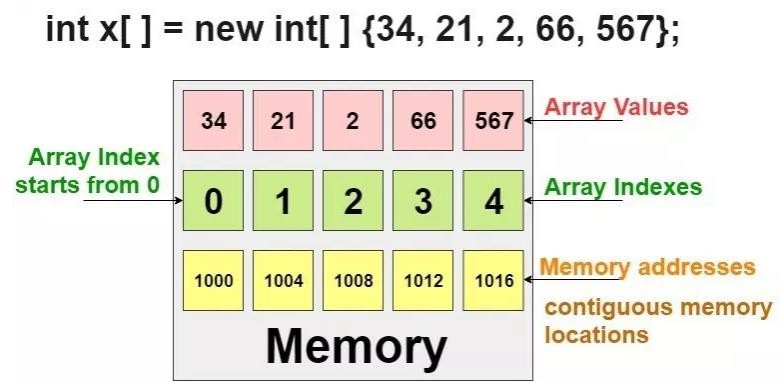 int x[ ] = new int[ ] {34, 21, 2, 66, 567};
34 21 2 66 567
Array Values
Array Index
starts from 0
0 1 2 3 4
Array Indexes
1000 1004 1008 1012 1016
Memory addresses
contiguous memory
locations
Memory